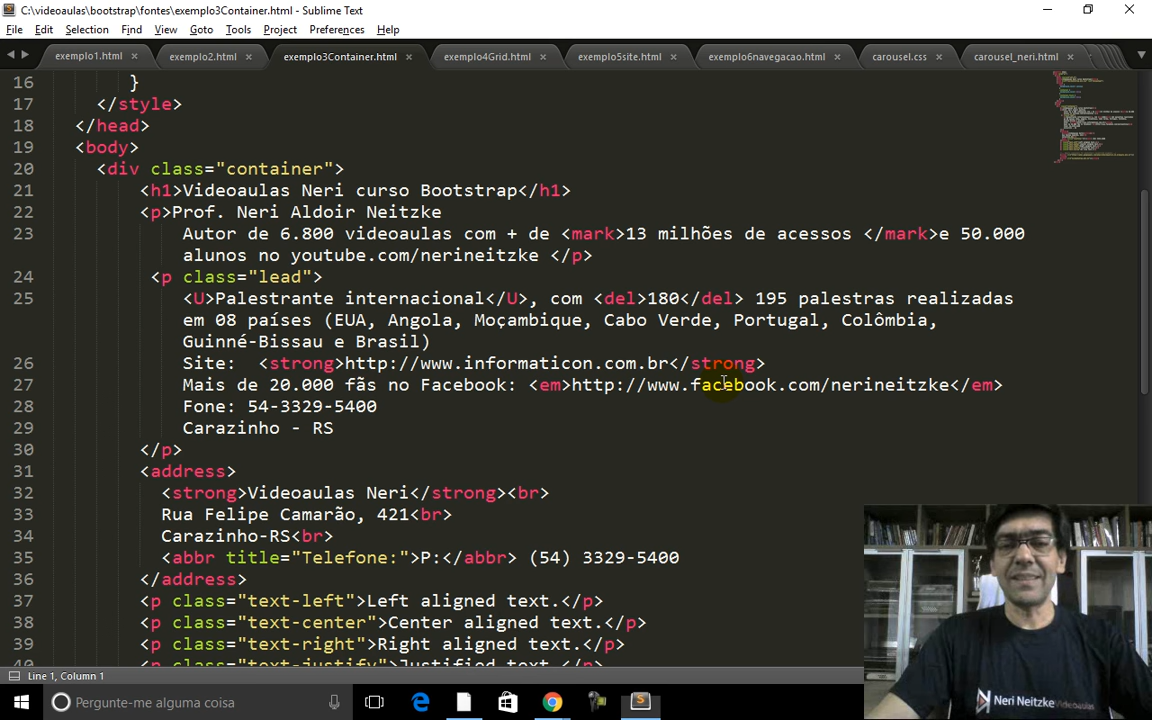 C:\videoaulas\bootstrap\fontes\exemplo3Container.html - Sublime Text
File Edit Selection Find View Goto Tools Project Preferences Help
exemplo1.html exemplo2.html exemplo3Container.html exemplo4Grid.html exemplo5site.html exemplo6navegacao.html carousel.css carousel_neri.html
16 }
17 </style>
18 </head>
19 <body>
20 <div class="container">
21 <h1>Videoaulas Neri curso Bootstrap</h1>
22 <p>Prof. Neri Aldoir Neitzke
23 Autor de 6.800 videoaulas com + de <mark>13 milhões de acessos </mark>e 50.000
alunos no youtube.com/nerineitzke </p>
24 <p class="lead">
25 <U>Palestrante internacional</U>, com <del>180</del> 195 palestras realizadas
em 08 países (EUA, Angola, Moçambique, Cabo Verde, Portugal, Colômbia,
Guinné-Bissau e Brasil)
26 Site: <strong>http://www.informaticon.com.br</strong>
27 Mais de 20.000 fãs no Facebook: <em>http://www.facebook.com/nerineitzke</em>
28 Fone: 54-3329-5400
29 Carazinho - RS
30 </p>
31 <address>
32 <strong>Videoaulas Neri</strong><br>
33 Rua Felipe Camarão, 421<br>
34 Carazinho-RS<br>
35 <abbr title="Telefone:">P:</abbr> (54) 3329-5400
36 </address>
37 <p class="text-left">Left aligned text.</p>
38 <p class="text-center">Center aligned text.</p>
39 <p class="text-right">Right aligned text.</p>
40 <p class="text-justify">Justified text.</p>
Line 1, Column 1
Pergunte-me alguma coisa
Neri Neitzke Videoaulas